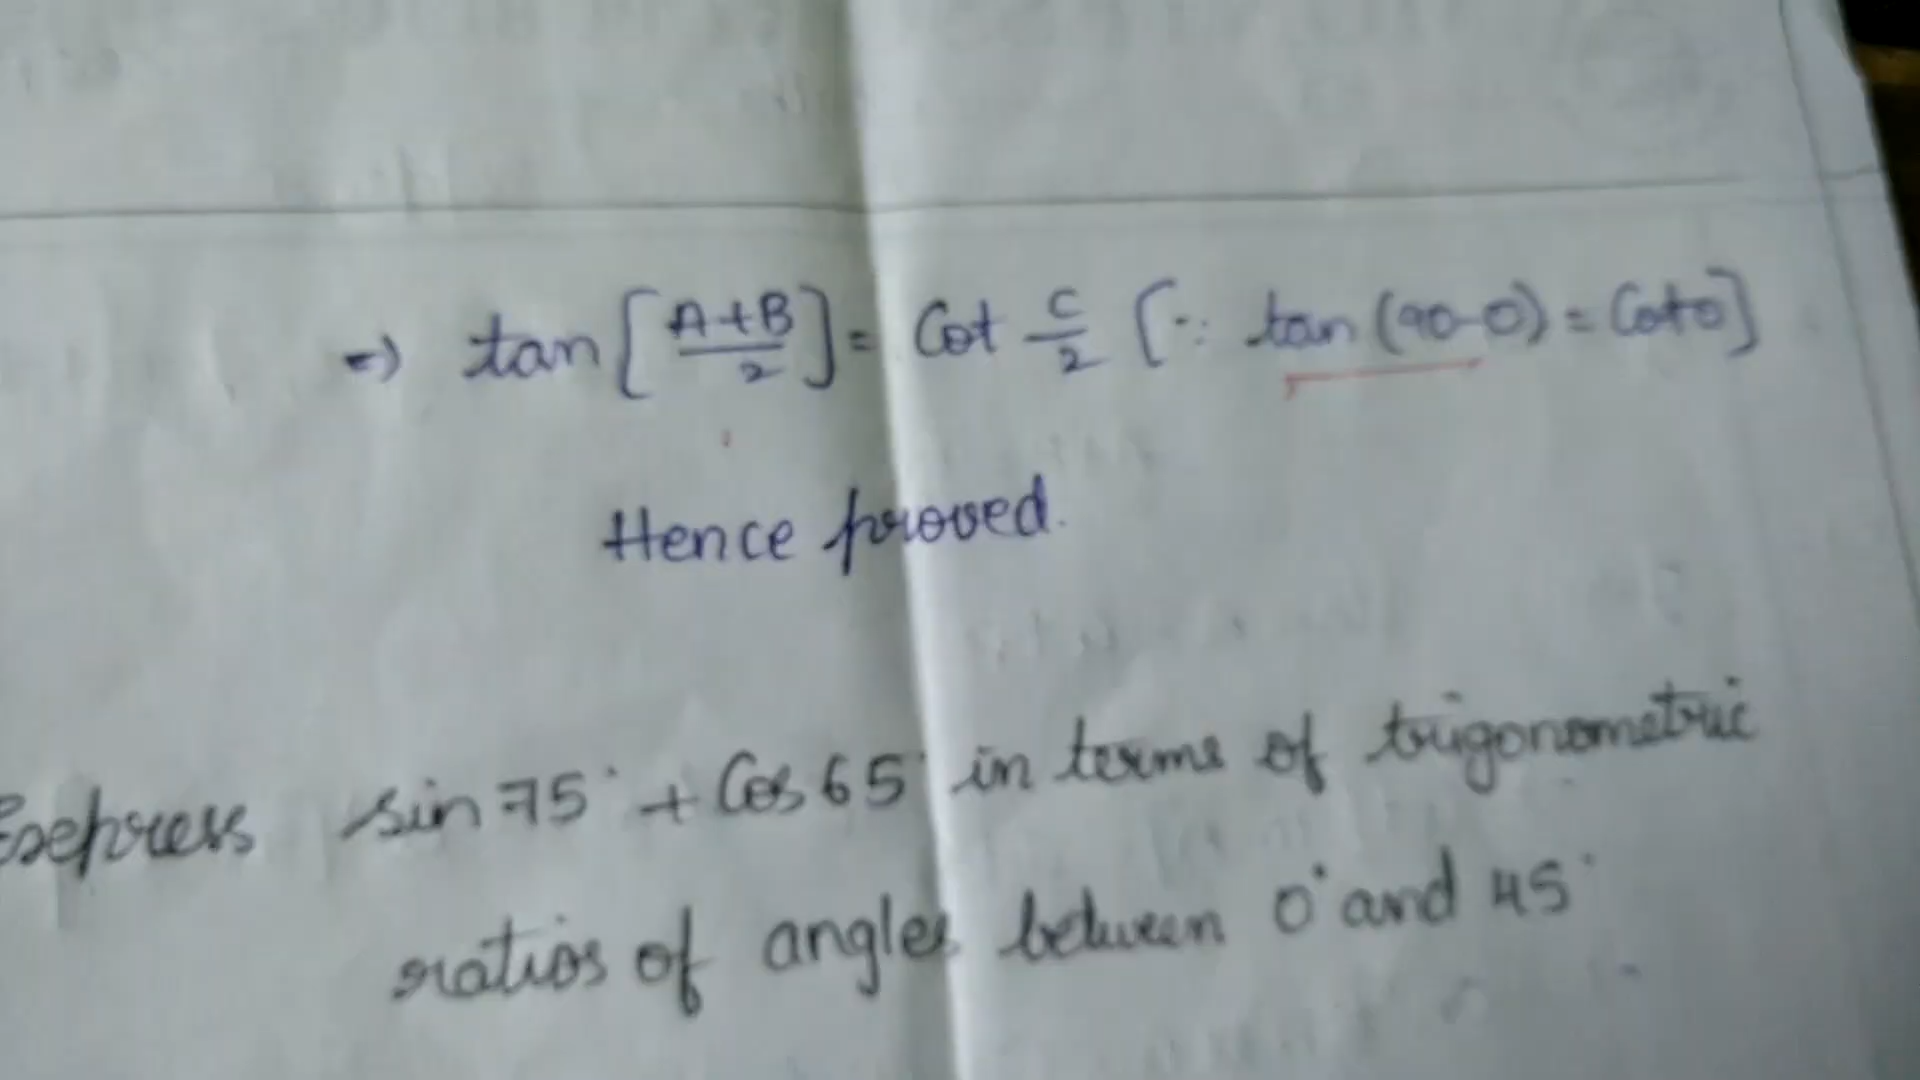 => tan [A+B/2] = Cot C/2 [∵ tan (90-θ) = Cotθ]
Hence proved.
Express sin 75° + Cos 65° in terms of trigonometric
ratios of angles between 0° and 45°